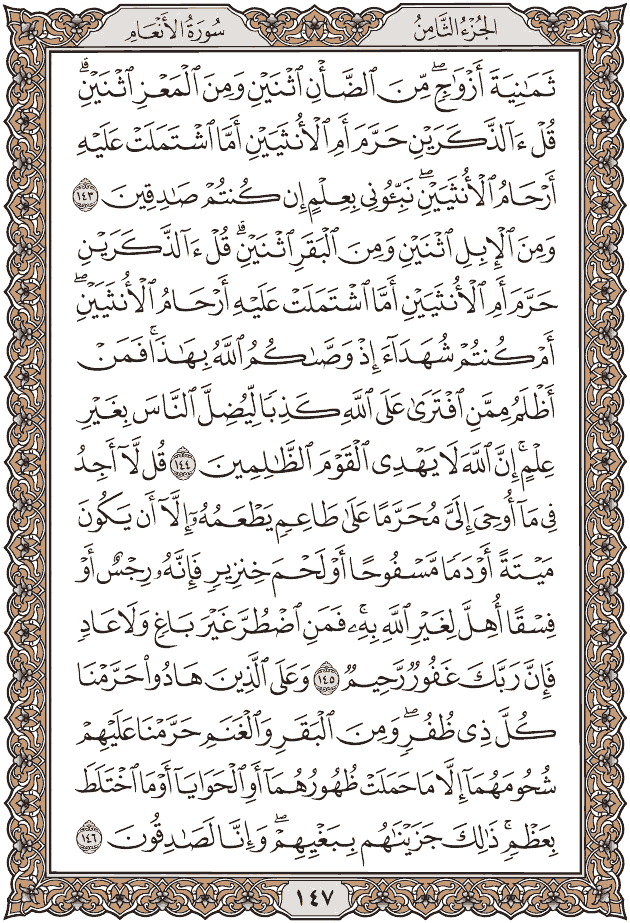 الجُزْءُ الثَّامِنُ
سُورَةُ الأَنْعَامِ
ثَمَٰنِيَةَ أَزْوَٰجٖۖ مِّنَ ٱلضَّأۡنِ ٱثۡنَيۡنِ وَمِنَ ٱلۡمَعۡزِ ٱثۡنَيۡنِۗ
قُلۡ ءَآلذَّكَرَيۡنِ حَرَّمَ أَمِ ٱلۡأُنثَيَيۡنِ أَمَّا ٱشۡتَمَلَتۡ عَلَيۡهِ
أَرۡحَامُ ٱلۡأُنثَيَيۡنِۖ نَبِّـُٔونِي بِعِلۡمٍ إِن كُنتُمۡ صَٰدِقِينَ ١٤٣
وَمِنَ ٱلۡإِبِلِ ٱثۡنَيۡنِ وَمِنَ ٱلۡبَقَرِ ٱثۡنَيۡنِۗ قُلۡ ءَآلذَّكَرَيۡنِ
حَرَّمَ أَمِ ٱلۡأُنثَيَيۡنِ أَمَّا ٱشۡتَمَلَتۡ عَلَيۡهِ أَرۡحَامُ ٱلۡأُنثَيَيۡنِۖ
أَمۡ كُنتُمۡ شُهَدَآءَ إِذۡ وَصَّىٰكُمُ ٱللَّهُ بِهَٰذَاۚ فَمَنۡ
أَظۡلَمُ مِمَّنِ ٱفۡتَرَىٰ عَلَى ٱللَّهِ كَذِبٗا لِّيُضِلَّ ٱلنَّاسَ بِغَيۡرِ
عِلۡمٍۚ إِنَّ ٱللَّهَ لَا يَهۡدِي ٱلۡقَوۡمَ ٱلظَّٰلِمِينَ ١٤٤ قُل لَّآ أَجِدُ
فِي مَآ أُوحِيَ إِلَيَّ مُحَرَّمًا عَلَىٰ طَاعِمٖ يَطۡعَمُهُۥٓ إِلَّآ أَن يَكُونَ
مَيۡتَةً أَوۡ دَمٗا مَّسۡفُوحًا أَوۡ لَحۡمَ خِنزِيرٖ فَإِنَّهُۥ رِجۡسٌ أَوۡ
فِسۡقًا أُهِلَّ لِغَيۡرِ ٱللَّهِ بِهِۦۚ فَمَنِ ٱضۡطُرَّ غَيۡرَ بَاغٖ وَلَا عَادٖ
فَإِنَّ رَبَّكَ غَفُورٞ رَّحِيمٞ ١٤٥ وَعَلَى ٱلَّذِينَ هَادُواْ حَرَّمۡنَا
كُلَّ ذِي ظُفُرٖۖ وَمِنَ ٱلۡبَقَرِ وَٱلۡغَنَمِ حَرَّمۡنَا عَلَيۡهِمۡ
شُحُومَهُمَآ إِلَّا مَا حَمَلَتۡ ظُهُورُهُمَآ أَوِ ٱلۡحَوَايَآ أَوۡ مَا ٱخۡتَلَطَ
بِعَظۡمٖۚ ذَٰلِكَ جَزَيۡنَٰهُم بِبَغۡيِهِمۡۖ وَإِنَّا لَصَٰدِقُونَ ١٤٦
١٤٧